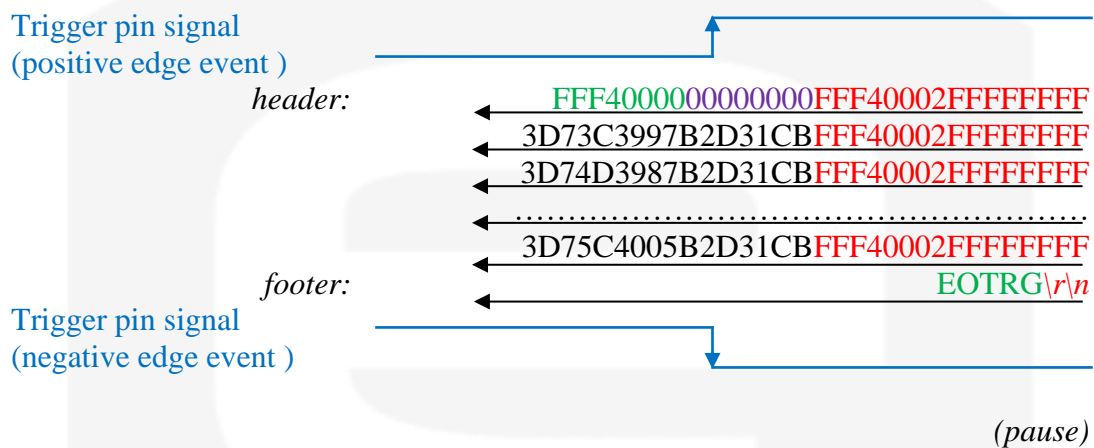 Trigger pin signal
(positive edge event )
header: FFF4000000000000FFF40002FFFFFFFF
3D73C3997B2D31CBFFF40002FFFFFFFF
3D74D3987B2D31CBFFF40002FFFFFFFF
......................................................
3D75C4005B2D31CBFFF40002FFFFFFFF
footer: EOTRG\r\n
Trigger pin signal
(negative edge event )
(pause)